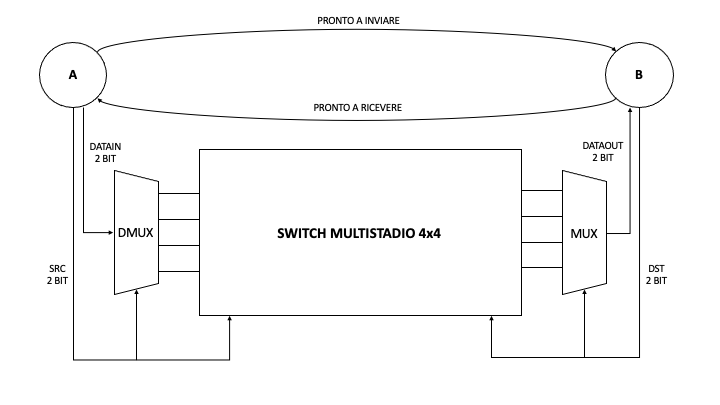 PRONTO A INVIARE
A
B
PRONTO A RICEVERE
DATAIN
2 BIT
DATAOUT
2 BIT
DMUX
SWITCH MULTISTADIO 4x4
MUX
SRC
2 BIT
DST
2 BIT